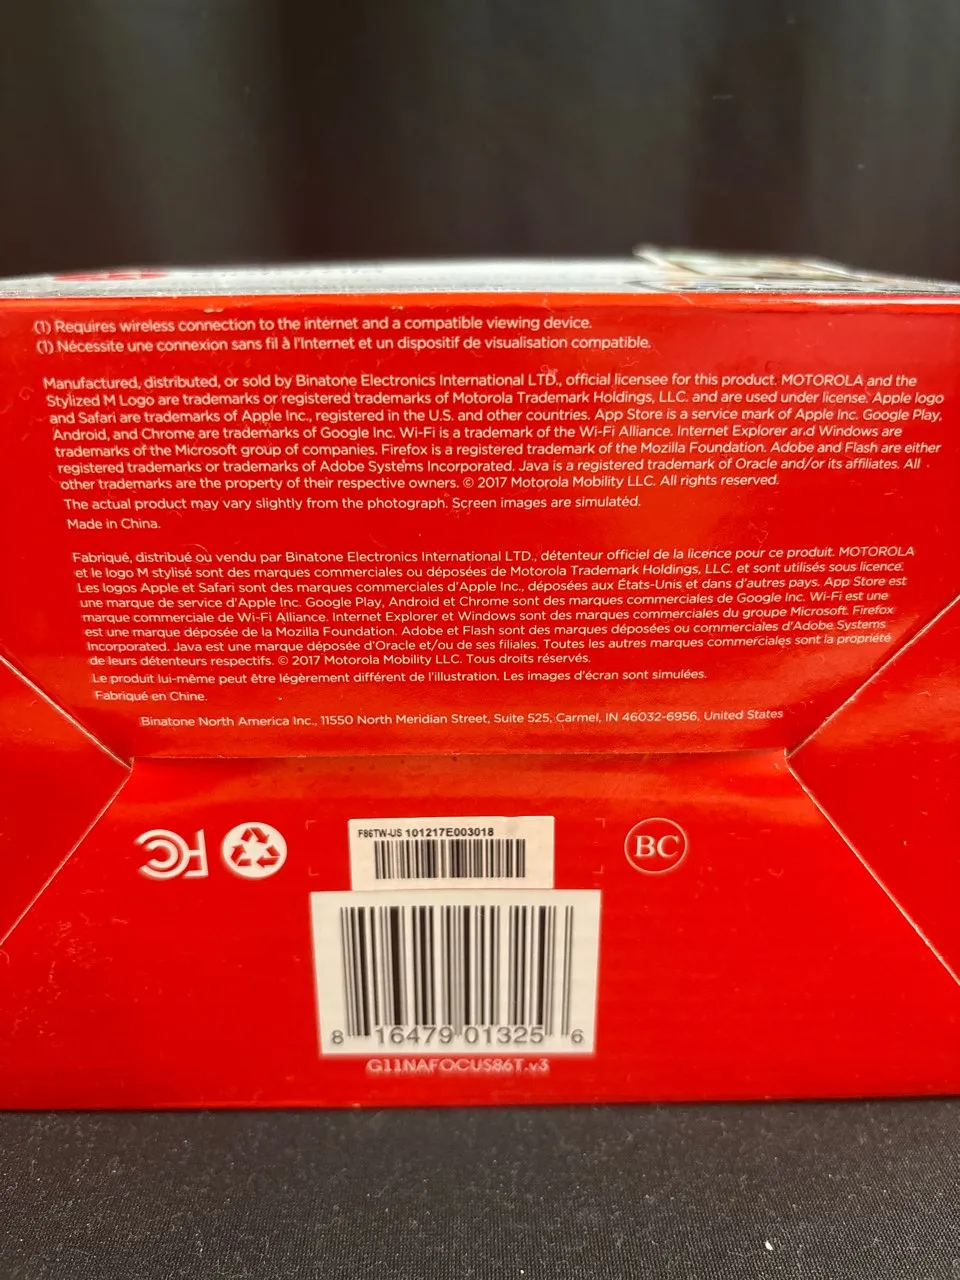 (1) Requires wireless connection to the internet and a compatible viewing device.
(1) Nécessite une connexion sans fil à l'Internet et un dispositif de visualisation compatible.
Manufactured, distributed, or sold by Binatone Electronics International LTD., official licensee for this product. MOTOROLA and the
Stylized M Logo are trademarks or registered trademarks of Motorola Trademark Holdings, LLC. and are used under license. Apple logo
and Safari are trademarks of Apple Inc., registered in the U.S. and other countries. App Store is a service mark of Apple Inc. Google Play,
Android, and Chrome are trademarks of Google Inc. Wi-Fi is a trademark of the Wi-Fi Alliance. Internet Explorer and Windows are
trademarks of the Microsoft group of companies. Firefox is a registered trademark of the Mozilla Foundation. Adobe and Flash are either
registered trademarks or trademarks of Adobe Systems Incorporated. Java is a registered trademark of Oracle and/or its affiliates. All
other trademarks are the property of their respective owners. © 2017 Motorola Mobility LLC. All rights reserved.
The actual product may vary slightly from the photograph. Screen images are simulated.
Made in China.
Fabriqué, distribué ou vendu par Binatone Electronics International LTD., détenteur officiel de la licence pour ce produit. MOTOROLA
et le logo M stylisé sont des marques commerciales ou déposées de Motorola Trademark Holdings, LLC. et sont utilisés sous licence.
Les logos Apple et Safari sont des marques commerciales d'Apple Inc., déposées aux États-Unis et dans d'autres pays. App Store est
une marque de service d'Apple Inc. Google Play, Android et Chrome sont des marques commerciales de Google Inc. Wi-Fi est une
marque commerciale de Wi-Fi Alliance. Internet Explorer et Windows sont des marques commerciales du groupe Microsoft. Firefox
est une marque déposée de la Mozilla Foundation. Adobe et Flash sont des marques déposées ou commerciales d'Adobe Systems
Incorporated. Java est une marque déposée d'Oracle et/ou de ses filiales. Toutes les autres marques commerciales sont la propriété
de leurs détenteurs respectifs. © 2017 Motorola Mobility LLC. Tous droits réservés.
Le produit lui-même peut être légèrement différent de l'illustration. Les images d'écran sont simulées.
Fabriqué en Chine.
Binatone North America Inc., 11550 North Meridian Street, Suite 525, Carmel, IN 46032-6956, United States
FC
F86TW-US 101217E003018
BC
8 16479 01325 6
G11NAFOCUS86T.v3